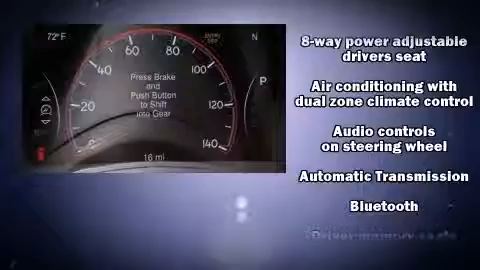 72°F
N
60
80
40
100
Press Brake
and
Push Button
to Shift
into Gear
P
20
120
0
140
16 mi
8-way power adjustable
drivers seat
Air conditioning with
dual zone climate control
Audio controls
on steering wheel
Automatic Transmission
Bluetooth